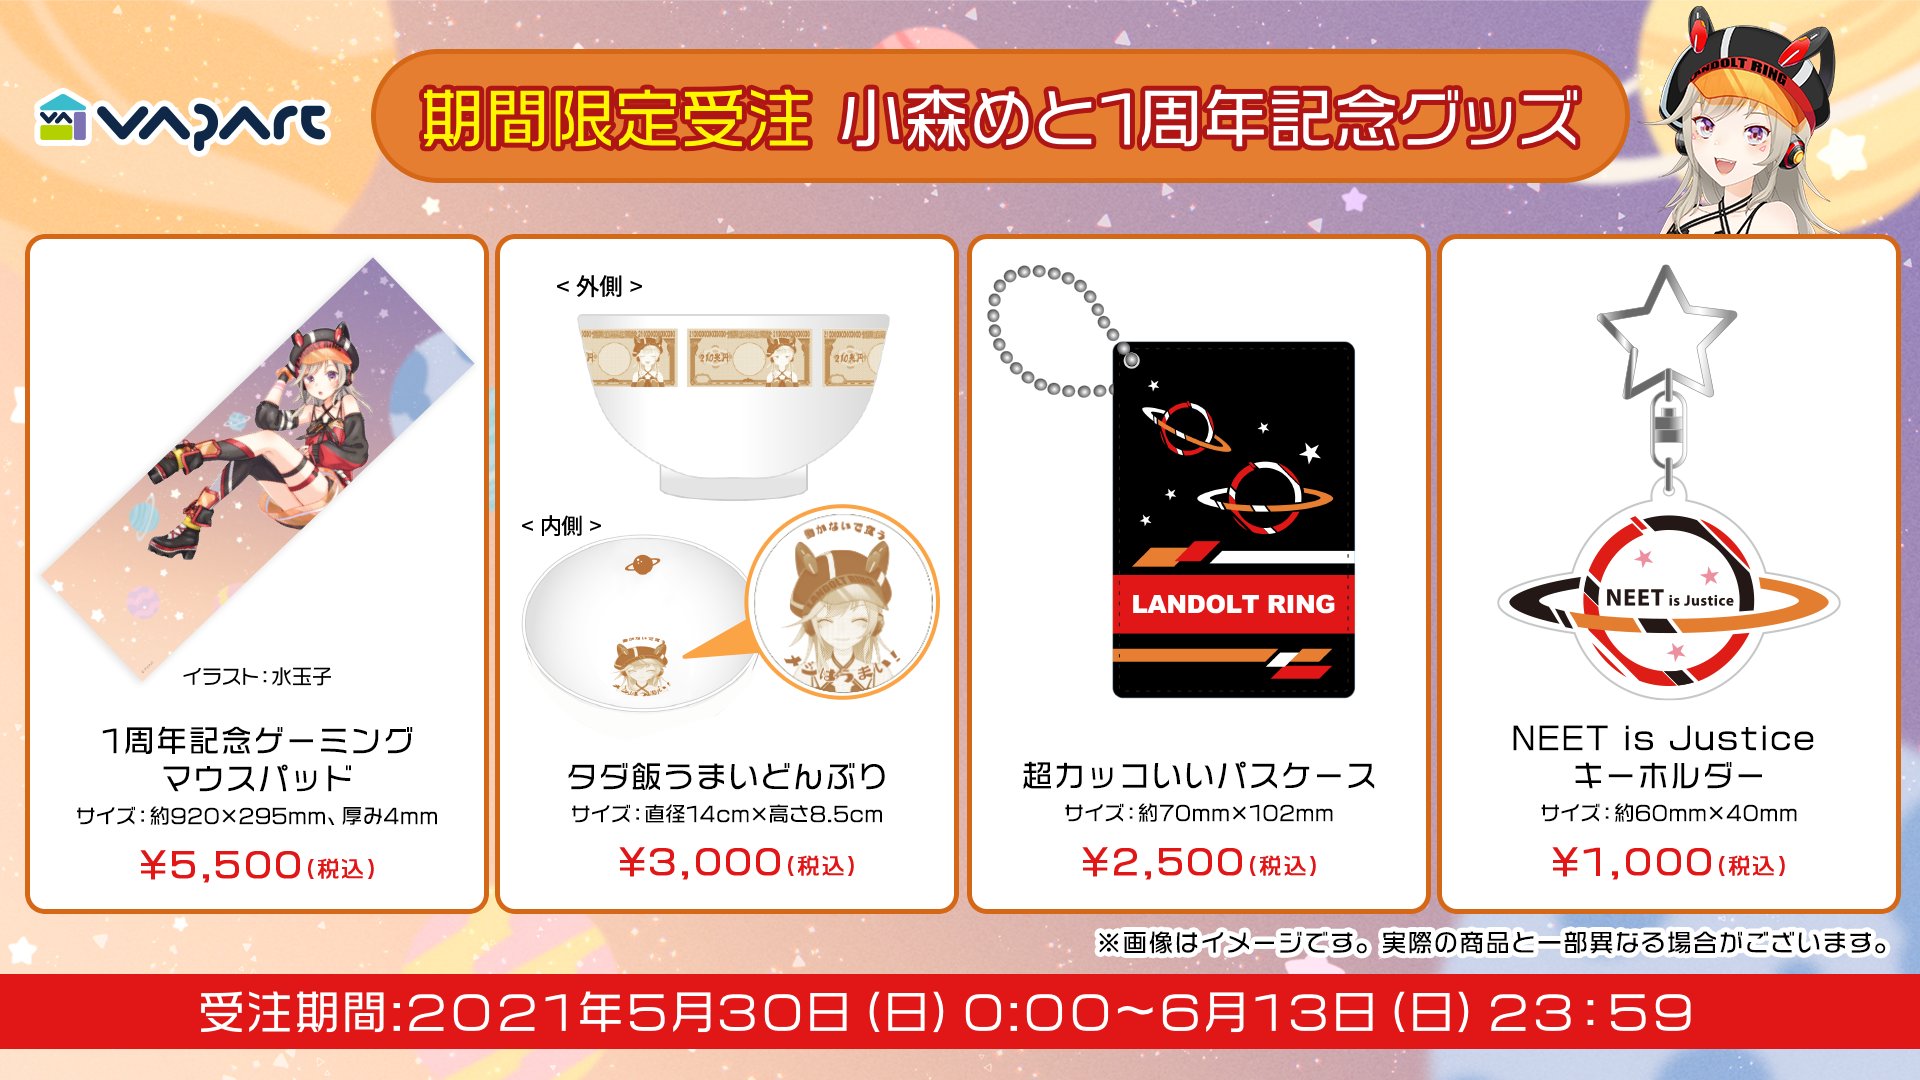 VAPArt
期間限定受注 小森めと1周年記念グッズ
LANDOLT RING
イラスト：水玉子
1周年記念ゲーミング
マウスパッド
サイズ：約920×295mm、厚み4mm
¥5,500(税込)
< 外側 >
210兆円
210兆円
< 内側 >
働かないで食う
メシはうまい!
タダ飯うまいどんぶり
サイズ：直径14cm×高さ8.5cm
¥3,000(税込)
LANDOLT RING
超カッコいいパスケース
サイズ：約70mm×102mm
¥2,500(税込)
NEET is Justice
NEET is Justice
キーホルダー
サイズ：約60mm×40mm
¥1,000(税込)
※画像はイメージです。実際の商品と一部異なる場合がございます。
受注期間:2021年5月30日(日) 0:00～6月13日(日) 23：59